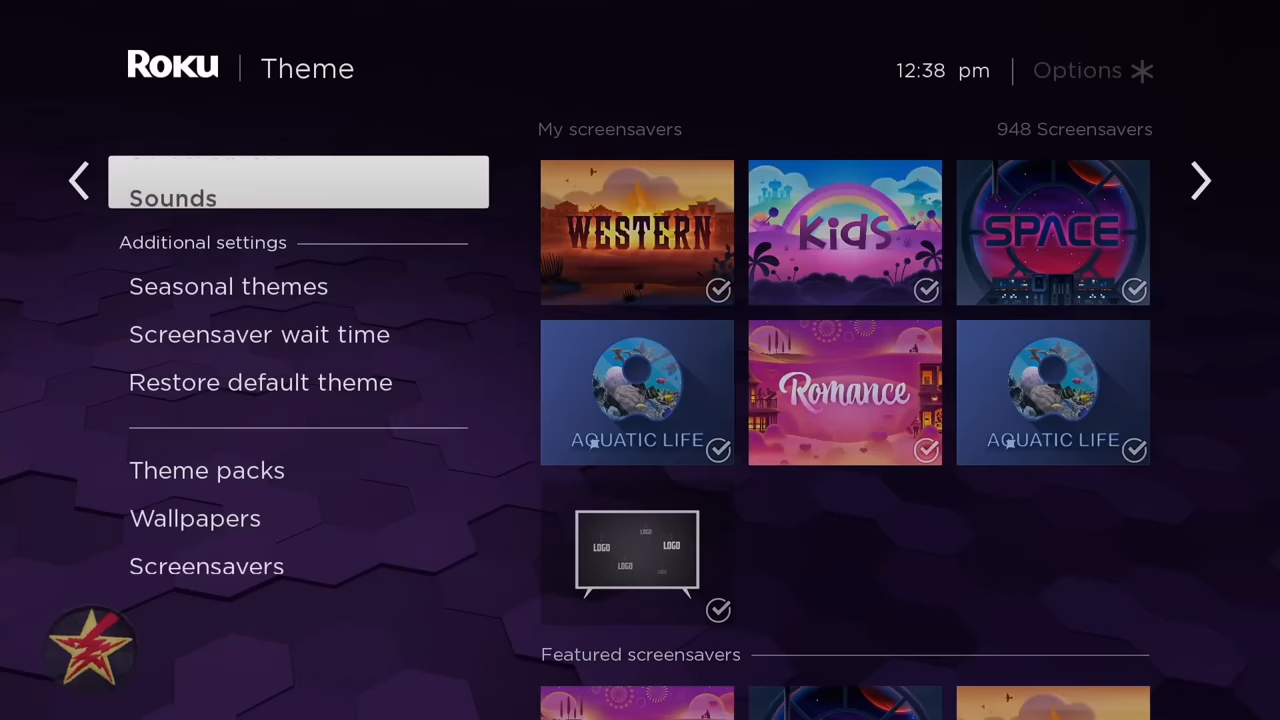 Roku | Theme
12:38 pm | Options
My screensavers
948 Screensavers
Sounds
Additional settings
Seasonal themes
Screensaver wait time
Restore default theme
Theme packs
Wallpapers
Screensavers
WESTERN
Kids
SPACE
AQUATIC LIFE
Romance
AQUATIC LIFE
LOGO
LOGO
LOGO
LOGO
LOGO
Featured screensavers